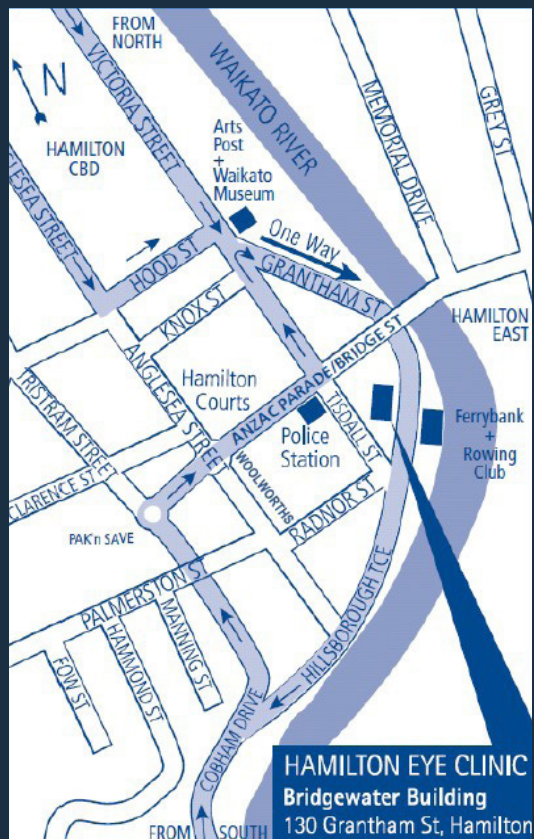 FROM
NORTH
VICTORIA STREET
WAIKATO RIVER
MEMORIAL DRIVE
GREY ST
N
HAMILTON
CBD
Arts
Post
+
Waikato
Museum
GLESEA STREET
HOOD ST
One Way
GRANTHAM ST
KNOX ST
HAMILTON
EAST
ANGLESEA STREE
Hamilton
Courts
ANZAC PARADE/BRIDGE ST
TRISTRAM STREET
Police
Station
TISDALL ST
Ferrybank
+
Rowing
Club
CLARENCE ST
WOOLWORTHS
RADNOR ST
PAK'n SAVE
PALMERSTON ST
MANNING ST
HAMMOND ST
FOW ST
HILLSBOROUGH TCE
COBHAM DRIVE
FROM SOUTH
HAMILTON EYE CLINIC
Bridgewater Building
130 Grantham St, Hamilton